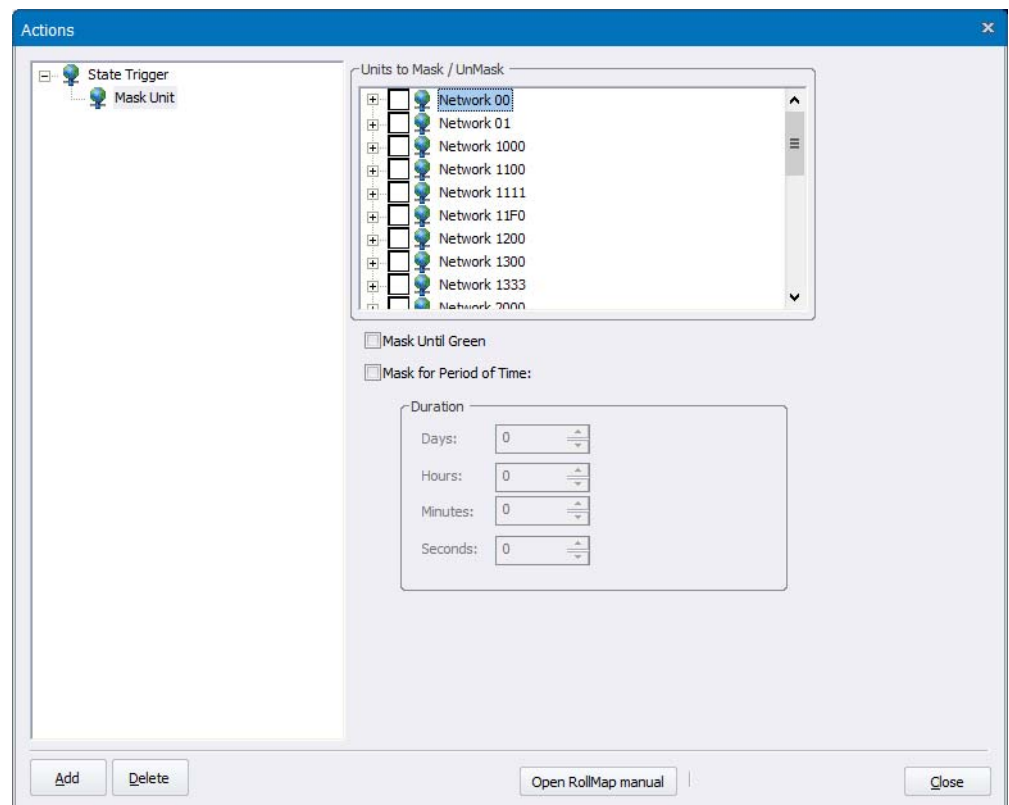 Actions
State Trigger
Mask Unit
Units to Mask / UnMask
Network 00
Network 01
Network 1000
Network 1100
Network 1111
Network 11F0
Network 1200
Network 1300
Network 1333
Network 2000
Mask Until Green
Mask for Period of Time:
Duration
Days: 0
Hours: 0
Minutes: 0
Seconds: 0
Add Delete Open RollMap manual Close